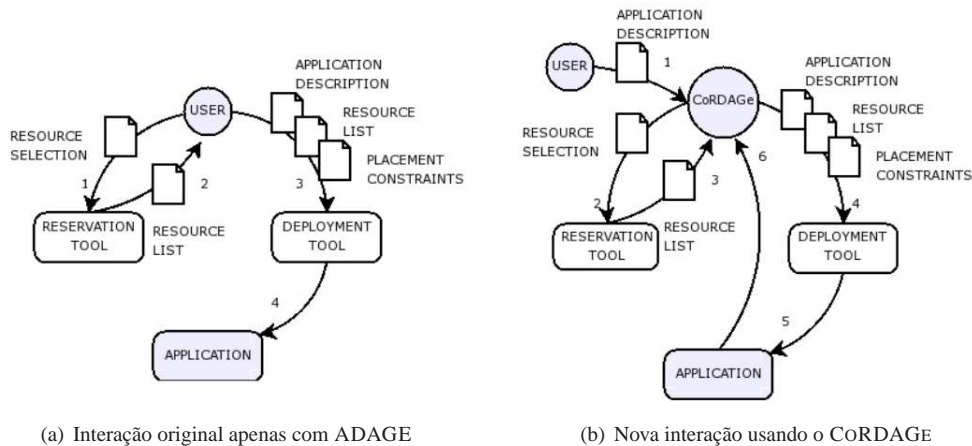 APPLICATION
DESCRIPTION
USER
RESOURCE
LIST
RESOURCE
SELECTION
PLACEMENT
CONSTRAINTS
1
2
3
RESERVATION
TOOL
RESOURCE
LIST
DEPLOYMENT
TOOL
4
APPLICATION
(a) Interação original apenas com ADAGE
APPLICATION
DESCRIPTION
USER
1
CoRDAGe
APPLICATION
DESCRIPTION
RESOURCE
LIST
RESOURCE
SELECTION
6
PLACEMENT
CONSTRAINTS
2
3
4
RESERVATION
TOOL
RESOURCE
LIST
DEPLOYMENT
TOOL
5
APPLICATION
(b) Nova interação usando o CORDAGE